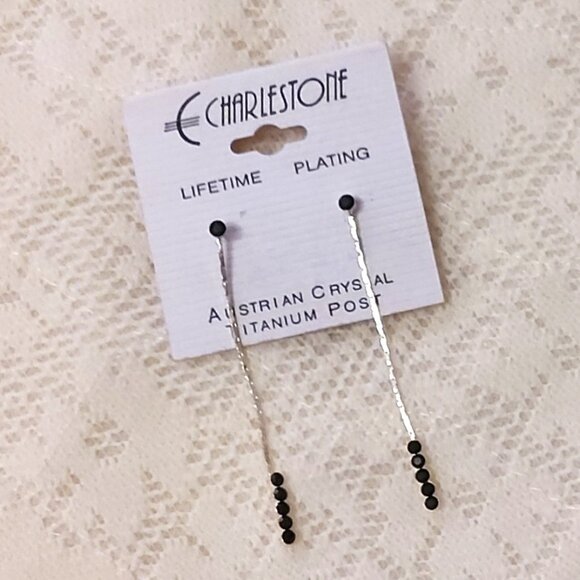 CHARLESTONE
LIFETIME PLATING
AUSTRIAN CRYSTAL
TITANIUM POST